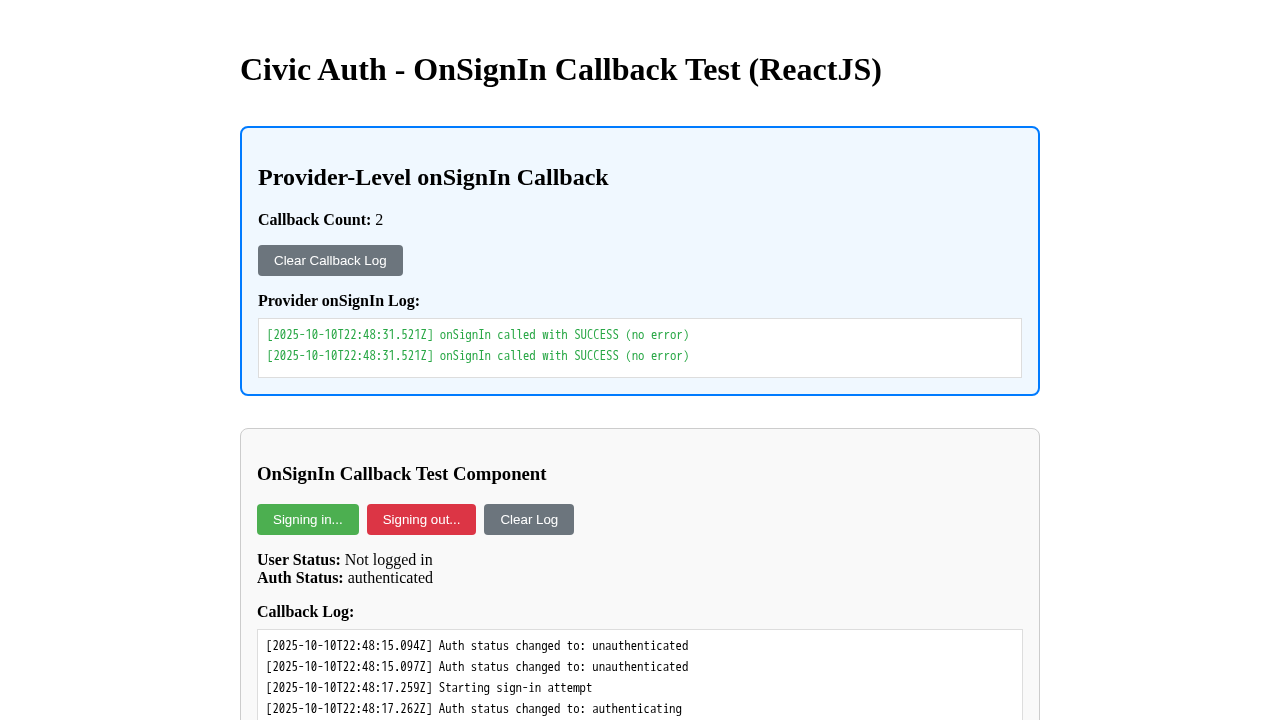 Civic Auth - OnSignIn Callback Test (ReactJS)
Provider-Level onSignIn Callback
Callback Count: 2
Clear Callback Log
Provider onSignIn Log:
[2025-10-10T22:48:31.521Z] onSignIn called with SUCCESS (no error)
[2025-10-10T22:48:31.521Z] onSignIn called with SUCCESS (no error)
OnSignIn Callback Test Component
Signing in... Signing out... Clear Log
User Status: Not logged in
Auth Status: authenticated
Callback Log:
[2025-10-10T22:48:15.094Z] Auth status changed to: unauthenticated
[2025-10-10T22:48:15.097Z] Auth status changed to: unauthenticated
[2025-10-10T22:48:17.259Z] Starting sign-in attempt
[2025-10-10T22:48:17.262Z] Auth status changed to: authenticating